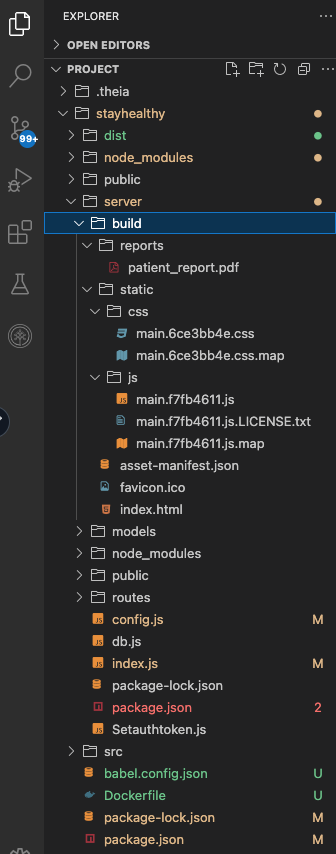 EXPLORER
OPEN EDITORS
PROJECT
.theia
stayhealthy
dist
99+
node_modules
public
server
build
reports
patient_report.pdf
static
css
main.6ce3bb4e.css
main.6ce3bb4e.css.map
js
main.f7fb4611.js
main.f7fb4611.js.LICENSE.txt
main.f7fb4611.js.map
asset-manifest.json
favicon.ico
index.html
models
node_modules
public
routes
config.js M
db.js
index.js M
package-lock.json
package.json 2
Setauthtoken.js
src
babel.config.json U
Dockerfile U
package-lock.json M
package.json M